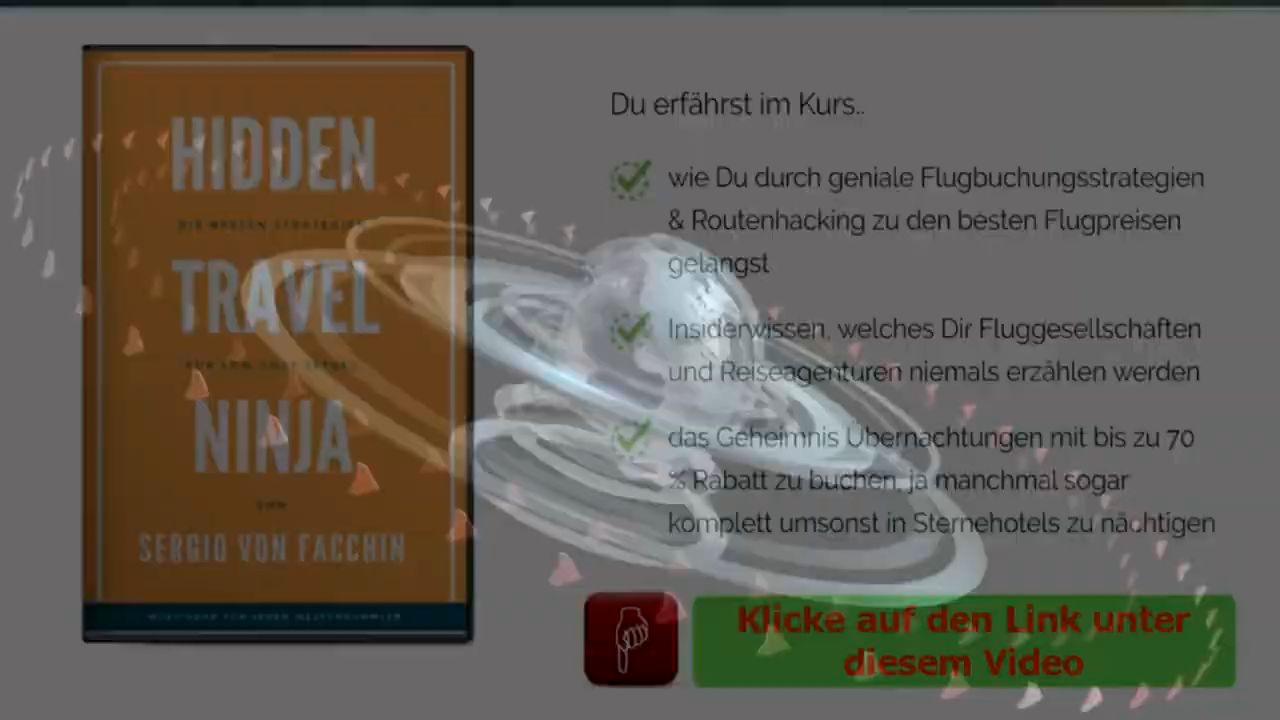 HIDDEN
TRAVEL
NINJA
VON
SERGIO VON FACCHIN
Du erfährst im Kurs..
wie Du durch geniale Flugbuchungsstrategien
& Routenhacking zu den besten Flugpreisen
gelangst
Insiderwissen, welches Dir Fluggesellschaften
und Reiseagenturen niemals erzählen werden
das Geheimnis Übernachtungen mit bis zu 70
% Rabatt zu buchen, ja manchmal sogar
komplett umsonst in Sternehotels zu nächtigen
Klicke auf den Link unter
diesem Video